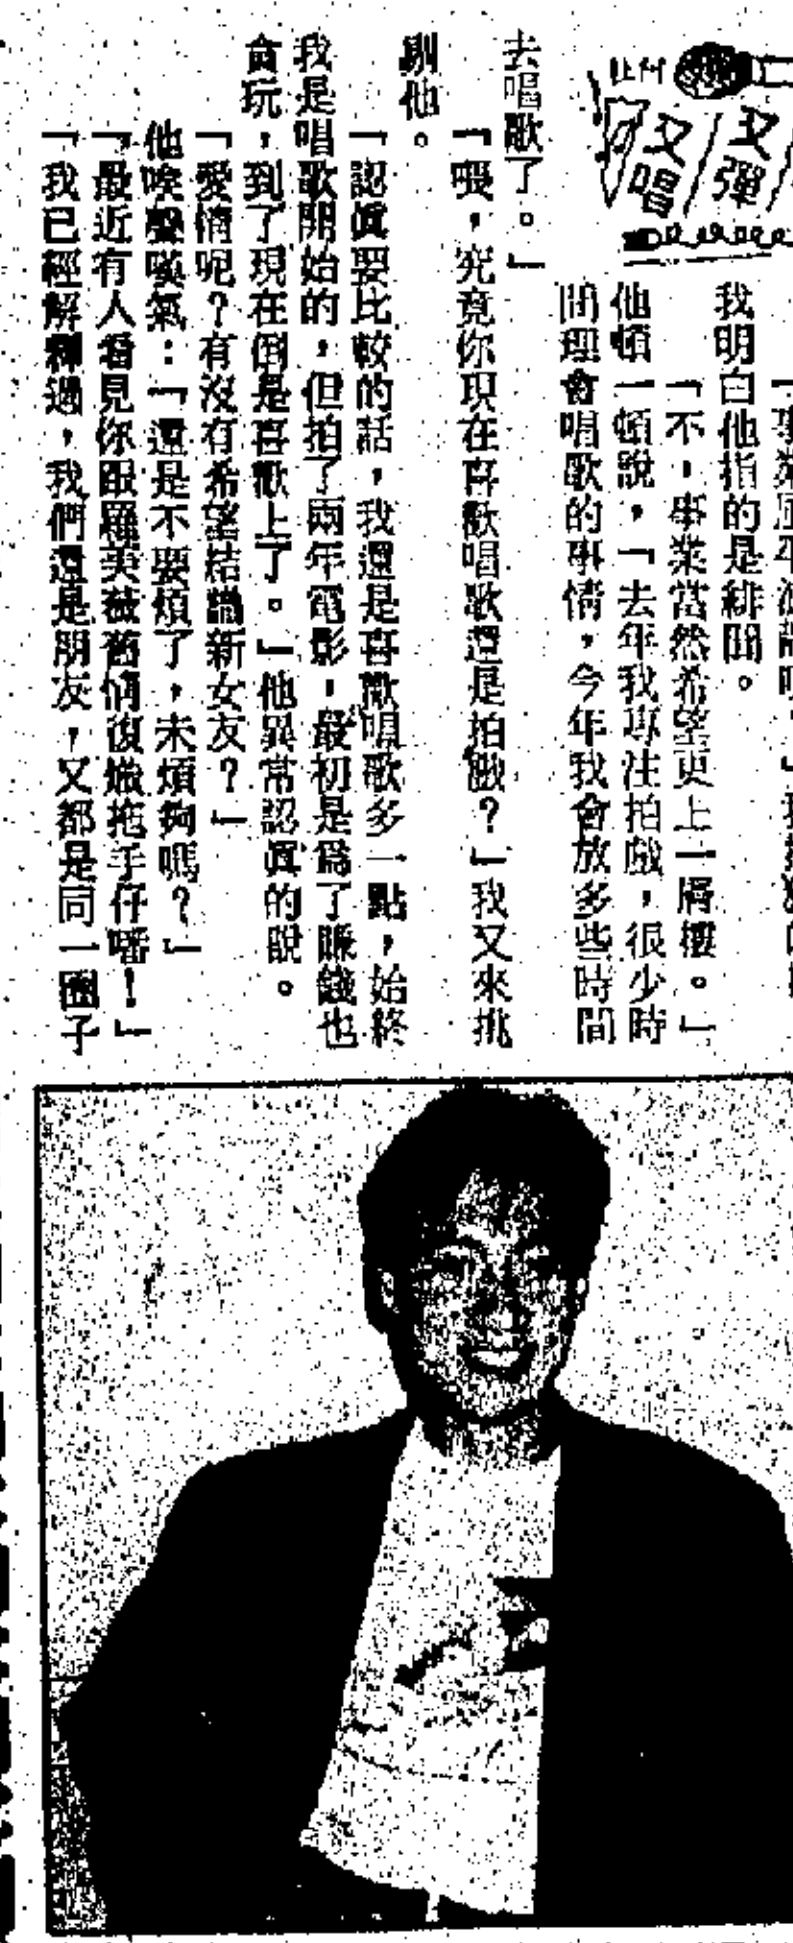 又彈
又唱
我明白他指的是緋聞。
「不,事業當然希望更上一層樓。」
他頓一頓說,「去年我專注拍戲,很少時
間理會唱歌的事情,今年我會放多些時間
去唱歌了。」
「喂,究竟你現在喜歡唱歌還是拍戲?」我又來挑
剔他。
「認眞要比較的話,我還是喜歡唱歌多一點,始終
我是唱歌開始的,但拍了兩年電影,最初是爲了賺錢也
貪玩,到了現在倒是喜歡上了。」他異常認眞的說。
「愛情呢?有沒有希望結識新女友?」
他唉聲嘆氣:「還是不要煩了,未煩夠嗎?」
「最近有人看見你跟羅美薇舊情復熾拖手仔噃!」
「我已經解釋過,我們還是朋友,又都是同一圈子